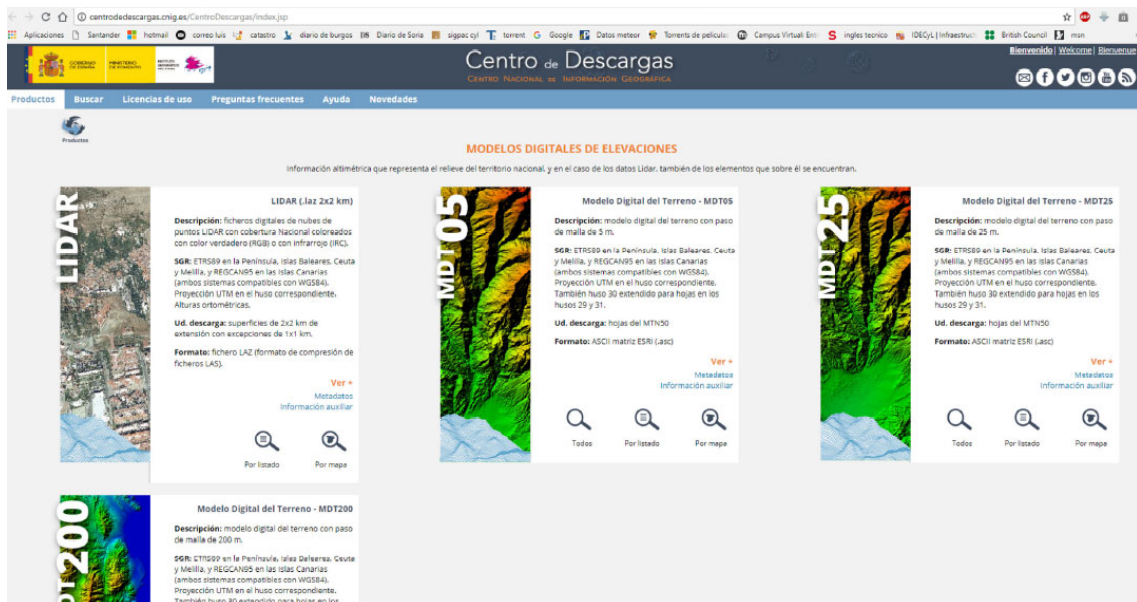 centrodedescargas.cnig.es/CentroDescargas/index.jsp
Aplicaciones Santander hotmail correo luis catastro diario de burgos Diario de Soria sigpac cyl torrent Google Datos meteor Torrents de peliculas Campus Virtual: ingles tecnico IDECyL | Infraestruc British Council msn
Bienvenido | Welcome | Bienvenue
GOBIERNO DE ESPAÑA MINISTERIO DE FOMENTO
Centro de Descargas
CENTRO NACIONAL DE INFORMACIÓN GEOGRÁFICA
Productos Buscar Licencias de uso Preguntas frecuentes Ayuda Novedades
Productos
MODELOS DIGITALES DE ELEVACIONES
Información altimétrica que representa el relieve del territorio nacional, y en el caso de los datos Lidar, también de los elementos que sobre él se encuentran.
LIDAR
LIDAR (.laz 2x2 km)
Descripción: ficheros digitales de nubes de
puntos LIDAR con cobertura Nacional coloreados
con color verdadero (RGB) o con infrarrojo (IRC).
SGR: ETRS89 en la Península, Islas Baleares, Ceuta
y Melilla, y REGCAN95 en las Islas Canarias
(ambos sistemas compatibles con WGS84).
Proyección UTM en el huso correspondiente.
Alturas ortométricas.
Ud. descarga: superficies de 2x2 km de
extensión con excepciones de 1x1 km.
Formato: fichero LAZ (formato de compresión de
ficheros LAS).
Ver +
Metadatos
Información auxiliar
Por listado Por mapa
MDT05
Modelo Digital del Terreno - MDT05
Descripción: modelo digital del terreno con paso
de malla de 5 m.
SGR: ETRS89 en la Península, Islas Baleares, Ceuta
y Melilla, y REGCAN95 en las Islas Canarias
(ambos sistemas compatibles con WGS84).
Proyección UTM en el huso correspondiente.
También huso 30 extendido para hojas en los
husos 29 y 31.
Ud. descarga: hojas del MTN50
Formato: ASCII matriz ESRI (.asc)
Ver +
Metadatos
Información auxiliar
Todos Por listado Por mapa
MDT25
Modelo Digital del Terreno - MDT25
Descripción: modelo digital del terreno con paso
de malla de 25 m.
SGR: ETRS89 en la Península, Islas Baleares, Ceuta
y Melilla, y REGCAN95 en las Islas Canarias
(ambos sistemas compatibles con WGS84).
Proyección UTM en el huso correspondiente.
También huso 30 extendido para hojas en los
husos 29 y 31.
Ud. descarga: hojas del MTN50
Formato: ASCII matriz ESRI (.asc)
Ver +
Metadatos
Información auxiliar
Todos Por listado Por mapa
DT200
Modelo Digital del Terreno - MDT200
Descripción: modelo digital del terreno con paso
de malla de 200 m.
SGR: ETRS89 en la Península, Islas Baleares, Ceuta
y Melilla, y REGCAN95 en las Islas Canarias
(ambos sistemas compatibles con WGS84).
Proyección UTM en el huso correspondiente.
También huso 30 extendido para hojas en los